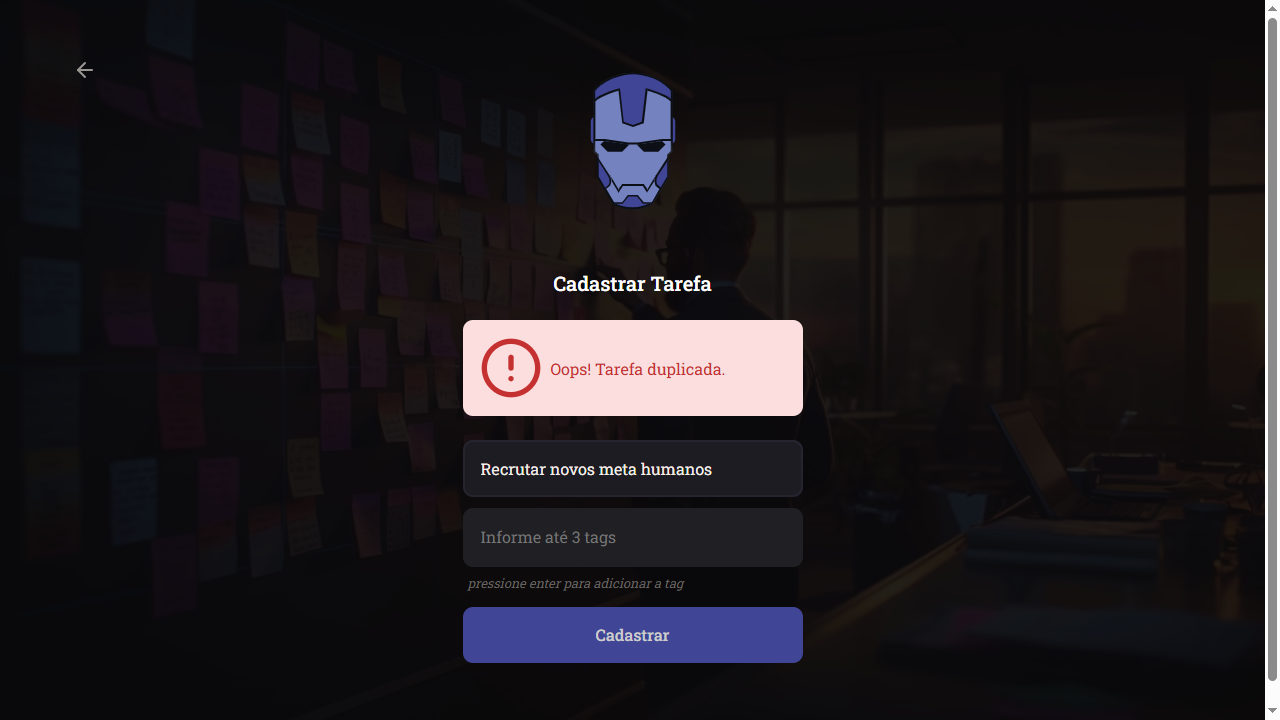 Cadastrar Tarefa
Oops! Tarefa duplicada.
Recrutar novos meta humanos
Informe até 3 tags
pressione enter para adicionar a tag
Cadastrar